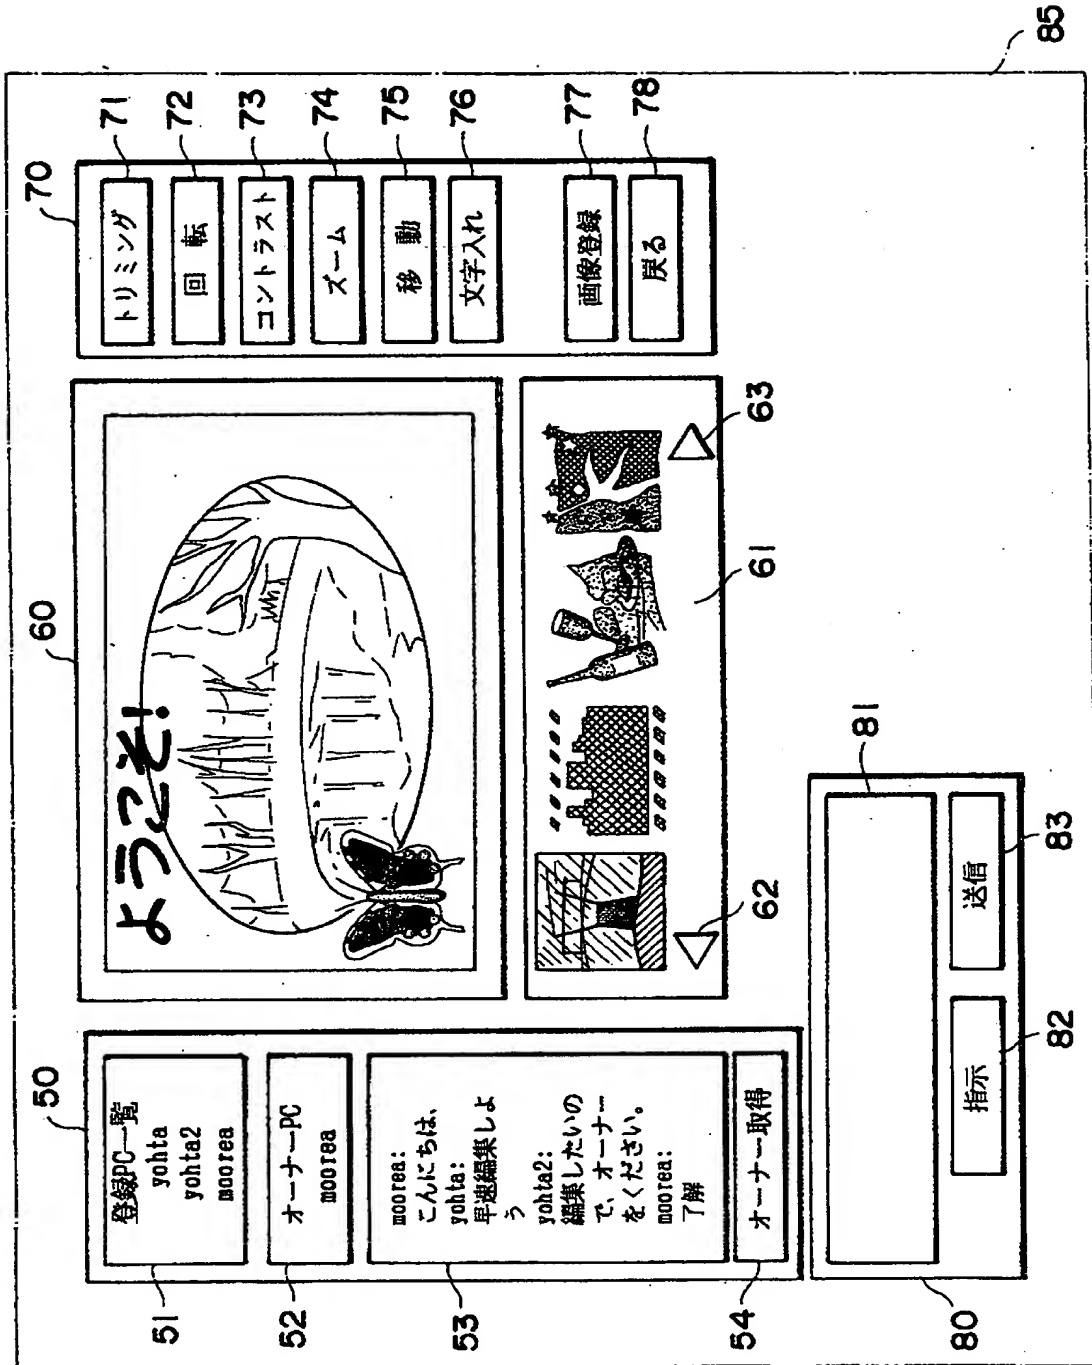 50
登録PC一覧
yohta
yohta2
moorea
51
オーナーPC
moorea
52
moorea:
こんにちは、
yohta:
早速編集しよ
う
yohta2:
編集したいの
で、オーナー
をください。
moorea:
了解
53
オーナー取得
54
60
ようこそ!
61
62
63
70
トリミング
71
回 転
72
コントラスト
73
ズーム
74
移 動
75
文字入れ
76
画像登録
77
戻る
78
80
81
指示
82
送信
83
85